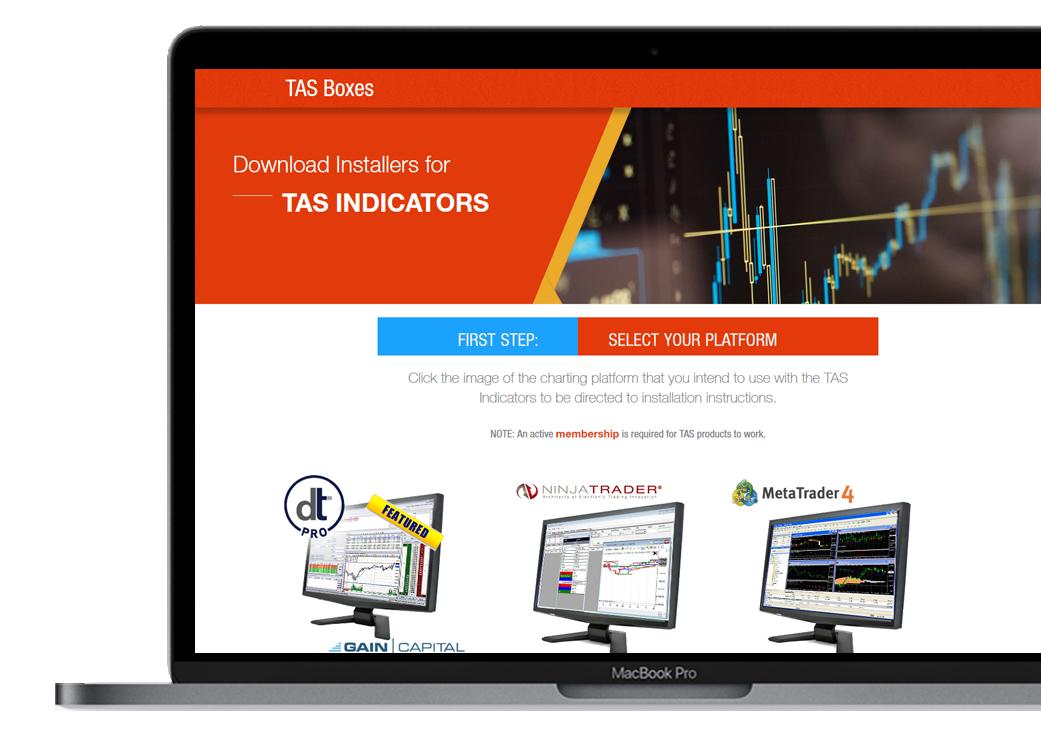 TAS Boxes
Download Installers for
TAS INDICATORS
FIRST STEP:
SELECT YOUR PLATFORM
Click the image of the charting platform that you intend to use with the TAS
Indicators to be directed to installation instructions.
NOTE: An active membership is required for TAS products to work.
dt
PRO
FEATURED
GAIN CAPITAL
NINJATRADER®
Architects of Electronic Trading Innovation
MetaTrader 4
MacBook Pro